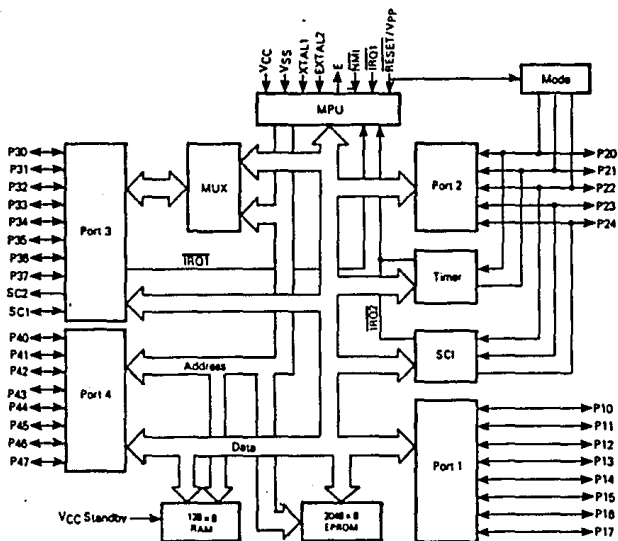 VCC
VSS
XTAL1
EXTAL2
E
NMI
IRQ1
RESET/VPP
MPU
Mode
P30
P31
P32
P33
P34
P35
P36
P37
SC2
SC1
Port 3
MUX
Port 2
P20
P21
P22
P23
P24
IRQ1
Timer
IRQ2
SCI
P40
P41
P42
P43
P44
P45
P46
P47
Port 4
Address
Data
Port 1
P10
P11
P12
P13
P14
P15
P16
P17
VCC Standby
128 x 8
RAM
2048 x 8
EPROM